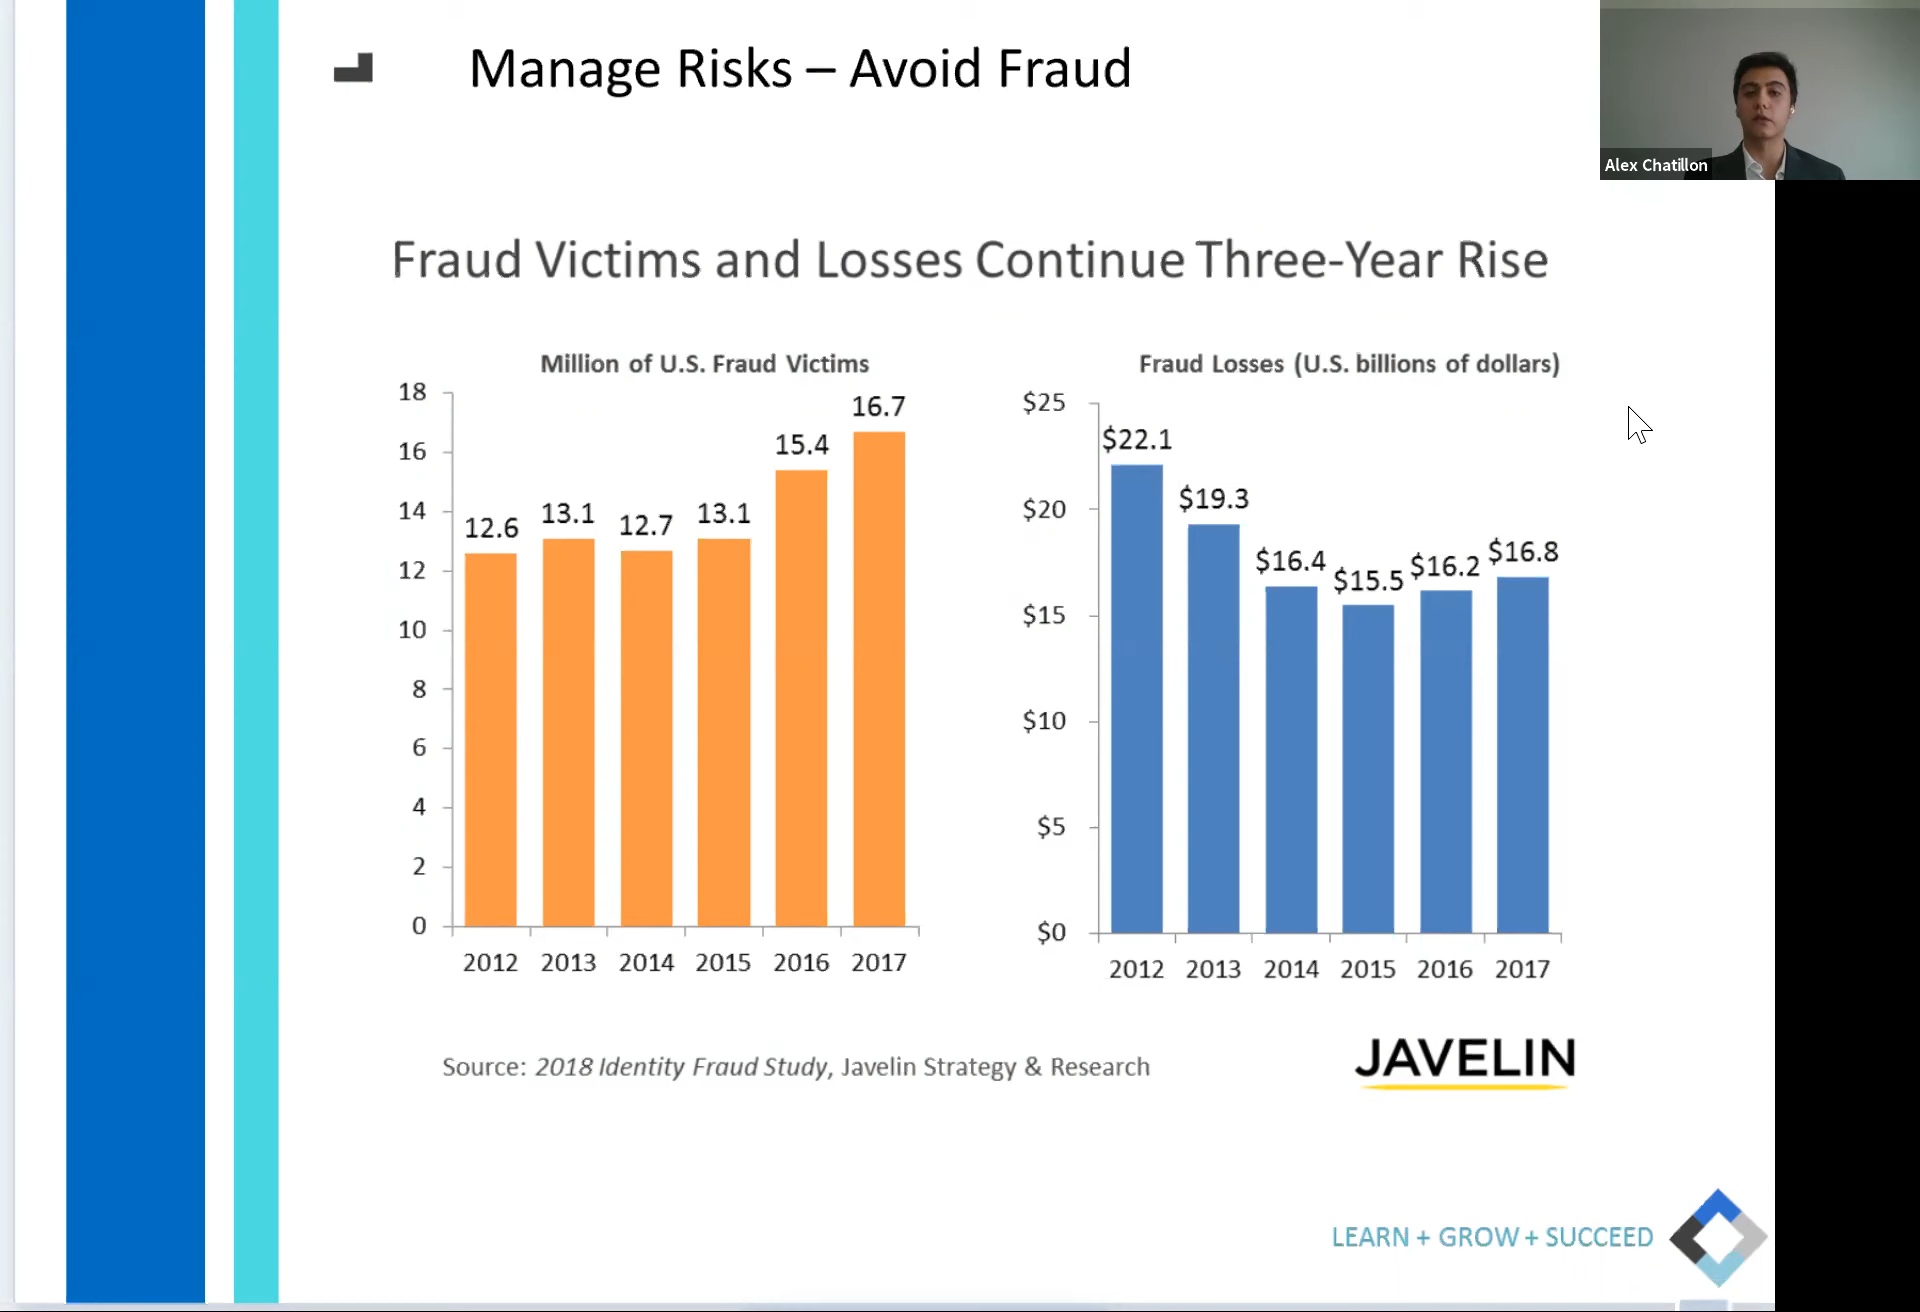 Manage Risks – Avoid Fraud
Alex Chatillon
Fraud Victims and Losses Continue Three-Year Rise
Million of U.S. Fraud Victims
18
16
14
12
10
8
6
4
2
0
12.6
13.1
12.7
13.1
15.4
16.7
2012 2013 2014 2015 2016 2017
Fraud Losses (U.S. billions of dollars)
$25
$20
$15
$10
$5
$0
$22.1
$19.3
$16.4
$15.5
$16.2
$16.8
2012 2013 2014 2015 2016 2017
Source: 2018 Identity Fraud Study, Javelin Strategy & Research
JAVELIN
LEARN + GROW + SUCCEED